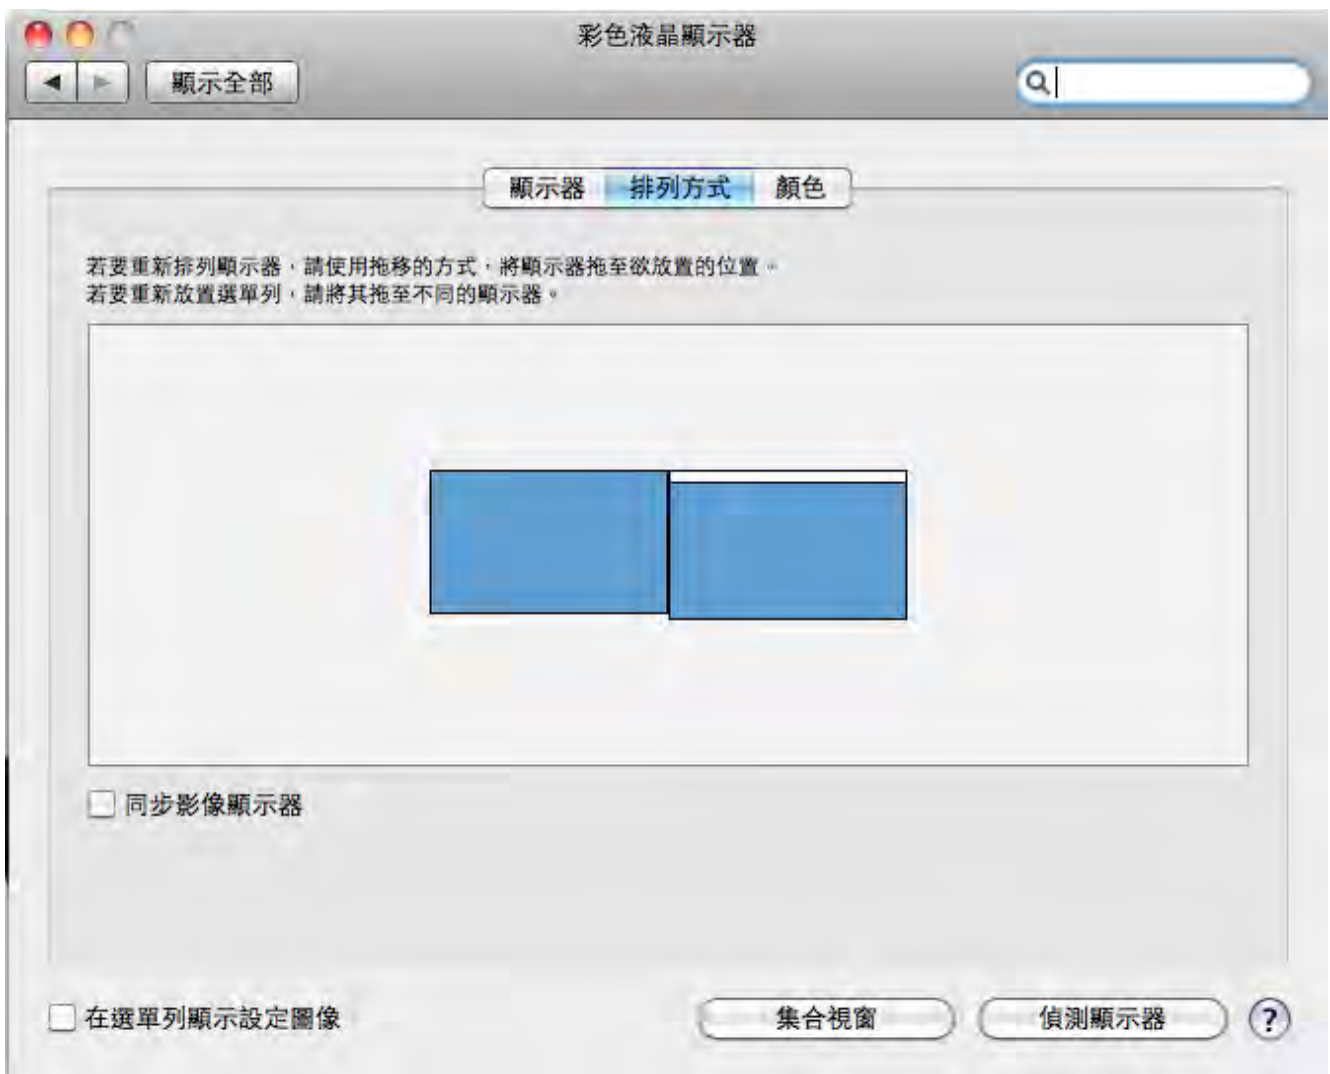 彩色液晶顯示器
顯示全部
顯示器 排列方式 顏色
若要重新排列顯示器，請使用拖移的方式，將顯示器拖至欲放置的位置。
若要重新放置選單列，請將其拖至不同的顯示器。
同步影像顯示器
在選單列顯示設定圖像
集合視窗 偵測顯示器 ?